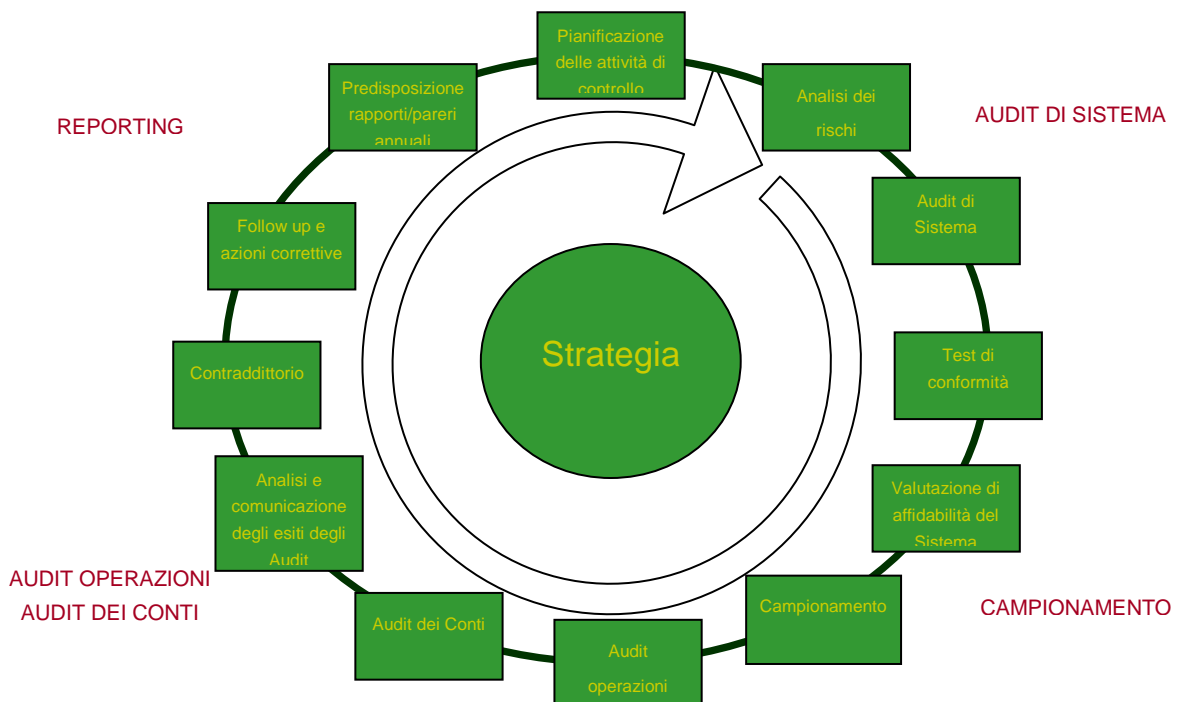 Pianificazione
delle attività di
controllo
Predisposizione
rapporti/pareri
annuali
Analisi dei
rischi
REPORTING
AUDIT DI SISTEMA
Audit di
Sistema
Follow up e
azioni correttive
Strategia
Test di
conformità
Contraddittorio
Valutazione di
affidabilità del
Sistema
Analisi e
comunicazione
degli esiti degli
Audit
AUDIT OPERAZIONI
AUDIT DEI CONTI
Campionamento
CAMPIONAMENTO
Audit dei Conti
Audit
operazioni